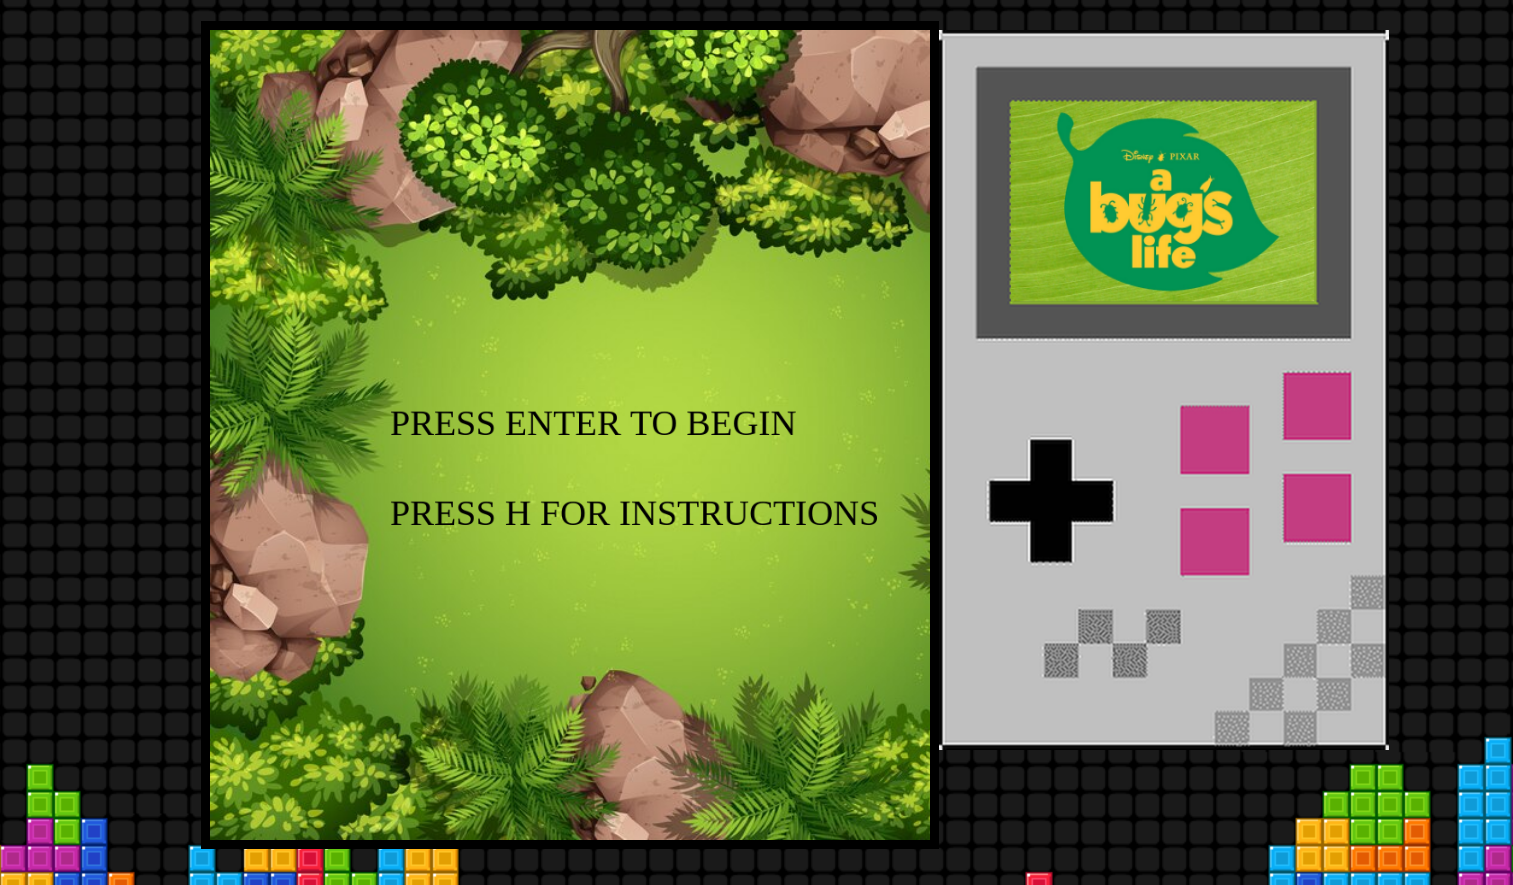 PRESS ENTER TO BEGIN
PRESS H FOR INSTRUCTIONS
Disney PIXAR
a
bug's
life